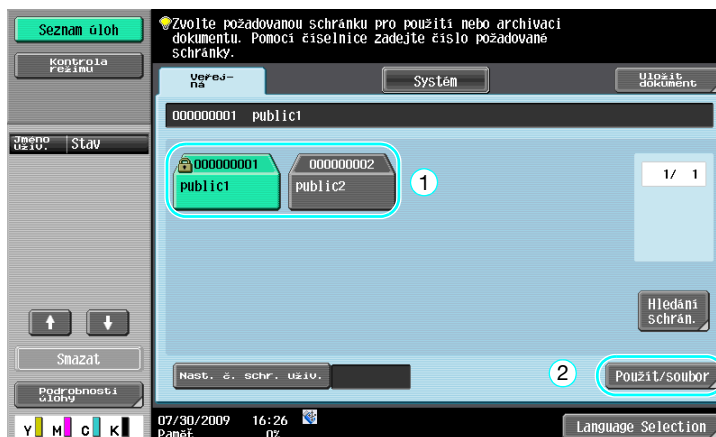 Seznam úloh
Kontrola
režimu
Jméno
Uživ.
Stav
Smazat
Podrobnosti
úlohy
Y M C K
Zvolte požadovanou schránku pro použití nebo archivaci
dokumentu. Pomocí číselnice zadejte číslo požadované
schránky.
Veřej-
ná
Systém
Uložit
dokument
000000001 public1
000000001
public1
000000002
public2
1
1/ 1
Hledání
schrán.
Nast. č. schr. uživ.
2
Použít/soubor
07/30/2009 16:26
Paměť 0%
Language Selection